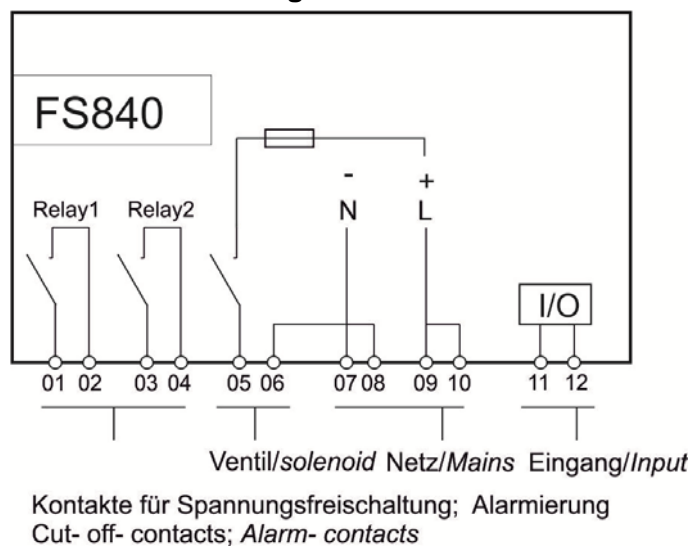 FS840
- +
Relay1 Relay2 N L
I/O
01 02 03 04 05 06 07 08 09 10 11 12
Ventil/solenoid Netz/Mains Eingang/Input
Kontakte für Spannungsfreischaltung; Alarmierung
Cut- off- contacts; Alarm- contacts